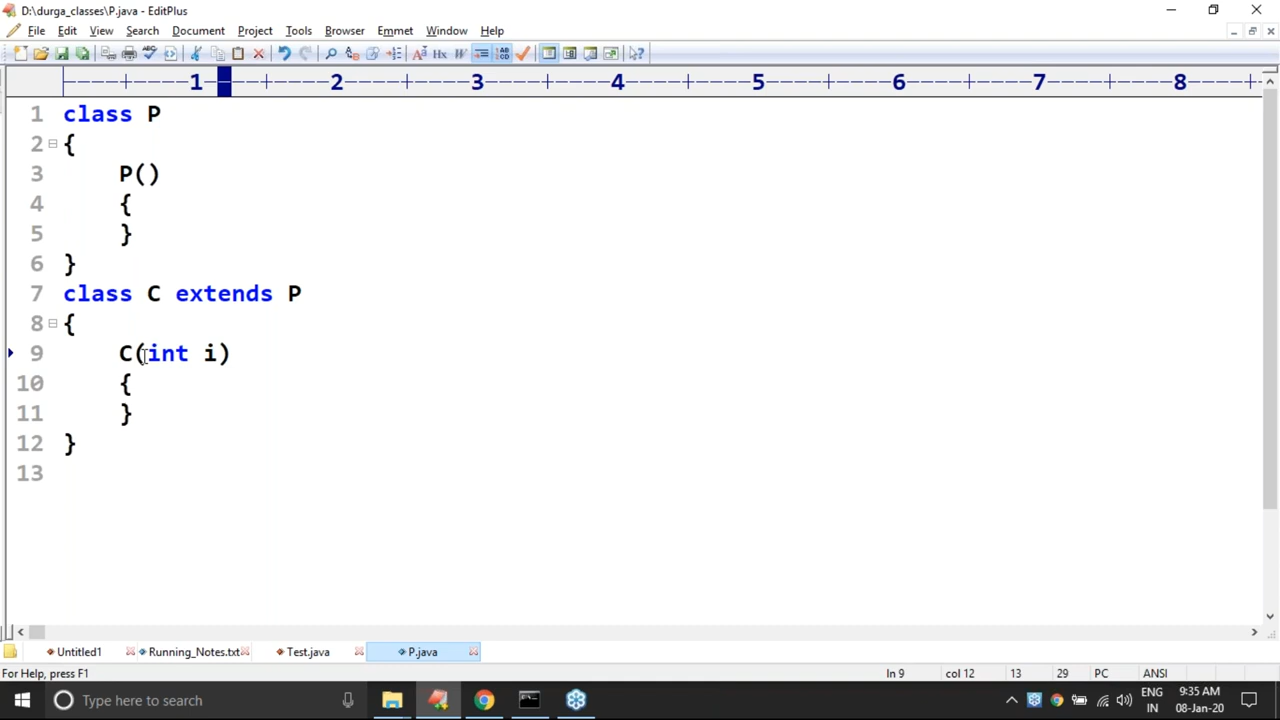 D:\durga_classes\P.java - EditPlus
File Edit View Search Document Project Tools Browser Emmet Window Help
1 2 3 4 5 6 7 8
1 class P
2 {
3 P()
4 {
5 }
6 }
7 class C extends P
8 {
9 C(int i)
10 {
11 }
12 }
13
Untitled1 Running_Notes.txt Test.java P.java
For Help, press F1 ln 9 col 12 13 29 PC ANSI
Type here to search
ENG
IN
9:35 AM
08-Jan-20